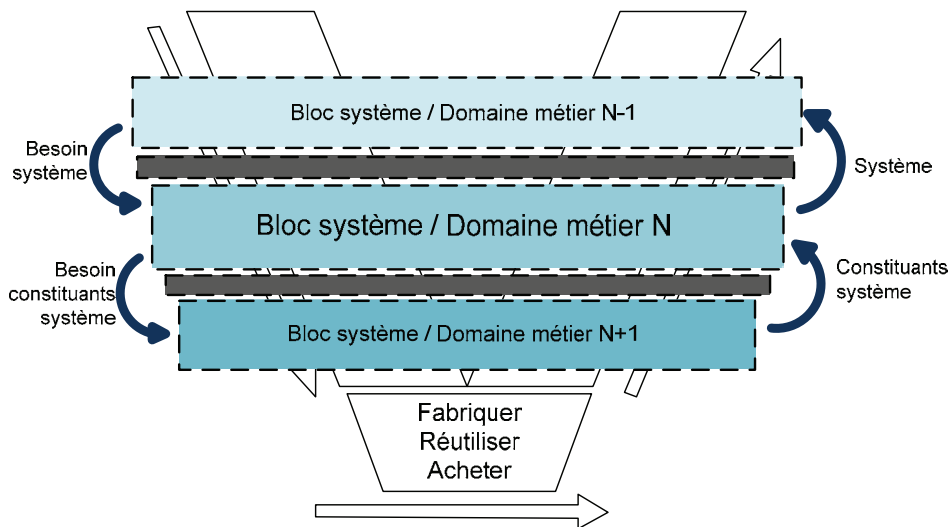 Bloc système / Domaine métier N-1
Besoin
système
Système
Bloc système / Domaine métier N
Besoin
constituants
système
Constituants
système
Bloc système / Domaine métier N+1
Fabriquer
Réutiliser
Acheter